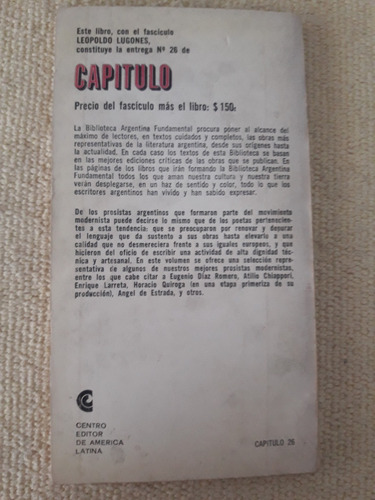 Este libro, con el fascículo
LEOPOLDO LUGONES,
constituye la entrega Nº 26 de
CAPITULO
Precio del fascículo más el libro: $ 150.
La Biblioteca Argentina Fundamental procura poner al alcance del
máximo de lectores, en textos cuidados y completos, las obras más
representativas de la literatura argentina, desde sus orígenes hasta
la actualidad. En cada caso los textos de esta Biblioteca se basan
en las mejores ediciones críticas de las obras que se publican. En
las páginas de los libros que irán formando la Biblioteca Argentina
Fundamental todos los que aman nuestra cultura y nuestra tierra
verán desplegarse, en un haz de sentido y color, todo lo que los
escritores argentinos han vivido y han sabido expresar.
De los prosistas argentinos que formaron parte del movimiento
modernista puede decirse lo mismo que de los poetas pertenecien-
tes a esta tendencia: que se preocuparon por renovar y depurar
el lenguaje que da sustento a sus obras hasta elevarlo a una
calidad que no desmereciera frente a sus iguales europeos, y que
hicieron del oficio de escribir una actividad de alta dignidad téc-
nica y artesanal. En este volumen se ofrece una selección repre-
sentativa de algunos de nuestros mejores prosistas modernistas,
entre los que cabe citar a Eugenio Díaz Romero, Atilio Chiappori,
Enrique Larreta, Horacio Quiroga (en una etapa primeriza de su
producción), Angel de Estrada, y otros.
CENTRO
EDITOR
DE AMERICA
LATINA
CAPITULO 26